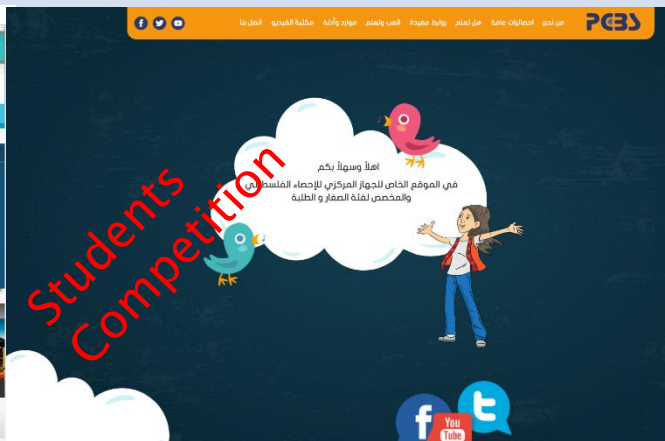 PCBS
من نحن احصائيات عامة هل تعلم روابط مفيدة العب وتعلم موارد وأدلة مكتبة الفيديو اتصل بنا
اهلاً وسهلاً بكم
في الموقع الخاص للجهاز المركزي للإحصاء الفلسطيني
والمخصص لفئة الصغار و الطلبة
Students
Competition
You
Tube